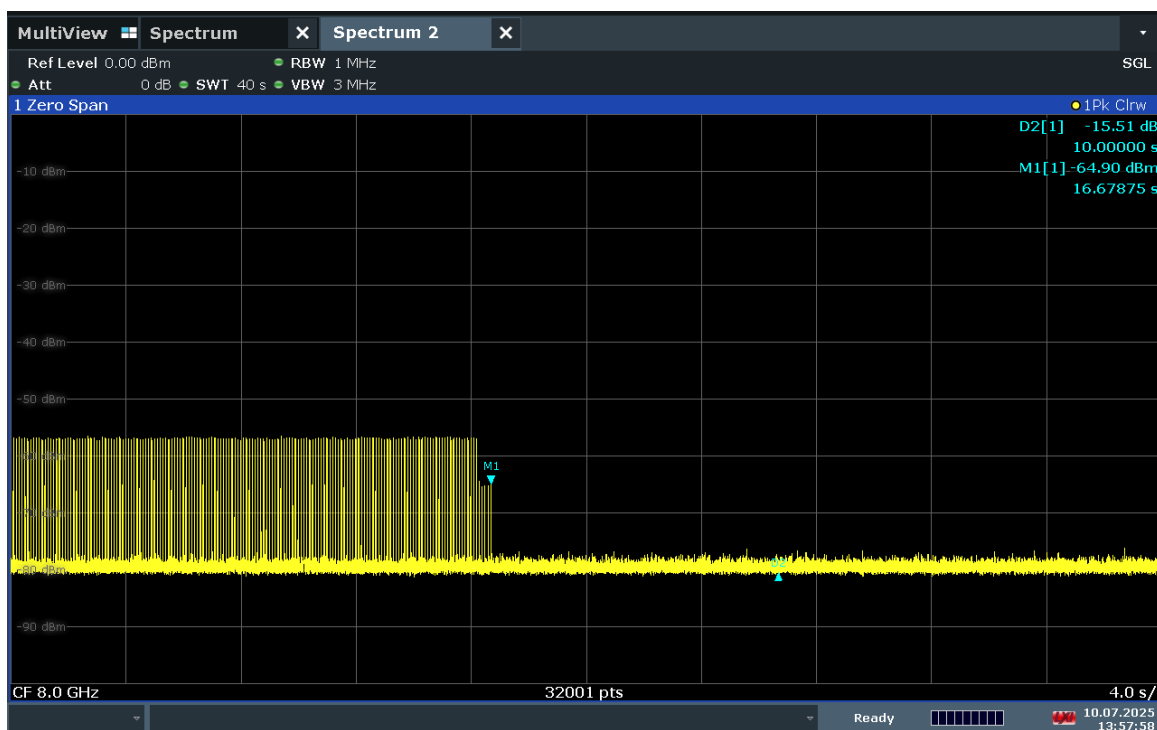 MultiView Spectrum X Spectrum 2 X
Ref Level 0.00 dBm RBW 1 MHz SGL
Att 0 dB SWT 40 s VBW 3 MHz
1 Zero Span 1Pk Clrw
D2[1] -15.51 dB
10.00000 s
M1[1] -64.90 dBm
16.67875 s
-10 dBm
-20 dBm
-30 dBm
-40 dBm
-50 dBm
M1
-80 dBm
-90 dBm
CF 8.0 GHz 32001 pts 4.0 s/
Ready 10.07.2025
13:57:58